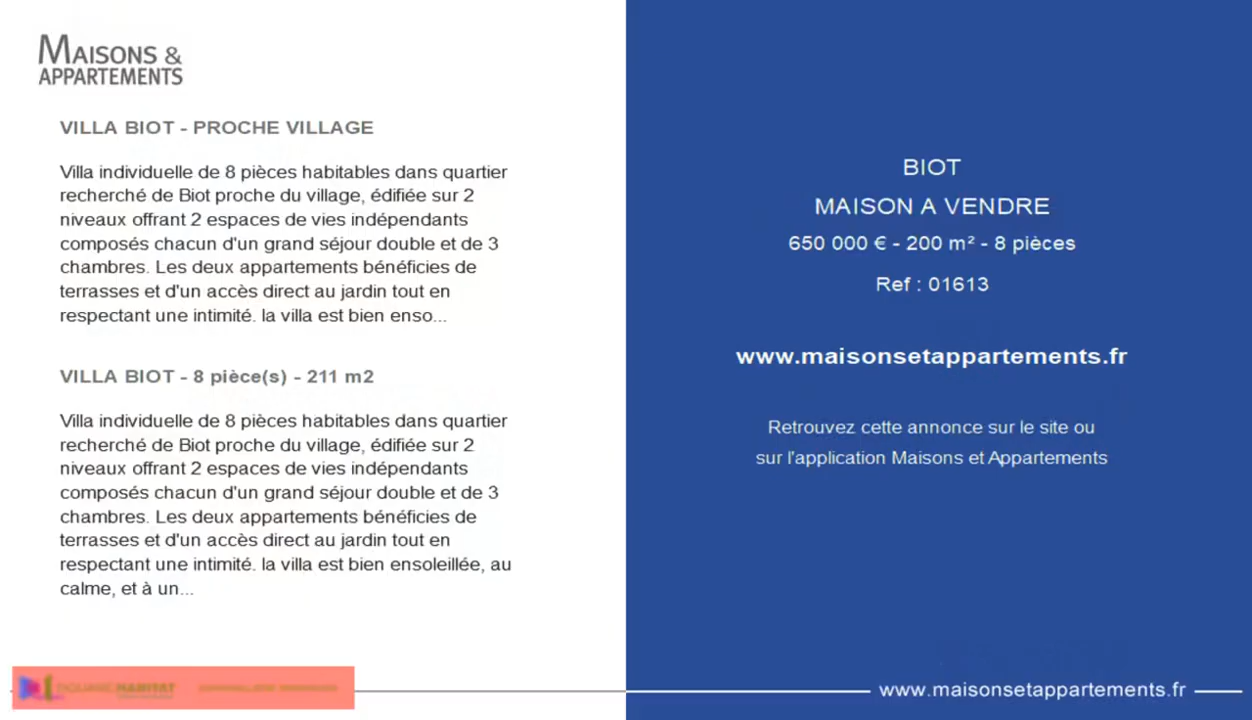 MAISONS &
APPARTEMENTS
VILLA BIOT - PROCHE VILLAGE
Villa individuelle de 8 pièces habitables dans quartier
recherché de Biot proche du village, édifiée sur 2
niveaux offrant 2 espaces de vies indépendants
composés chacun d'un grand séjour double et de 3
chambres. Les deux appartements bénéficies de
terrasses et d'un accès direct au jardin tout en
respectant une intimité. la villa est bien enso...
VILLA BIOT - 8 pièce(s) - 211 m2
Villa individuelle de 8 pièces habitables dans quartier
recherché de Biot proche du village, édifiée sur 2
niveaux offrant 2 espaces de vies indépendants
composés chacun d'un grand séjour double et de 3
chambres. Les deux appartements bénéficies de
terrasses et d'un accès direct au jardin tout en
respectant une intimité. la villa est bien ensoleillée, au
calme, et à un...
HABITAT
BIOT
MAISON A VENDRE
650 000 € - 200 m² - 8 pièces
Ref : 01613
www.maisonsetappartements.fr
Retrouvez cette annonce sur le site ou
sur l'application Maisons et Appartements
www.maisonsetappartements.fr